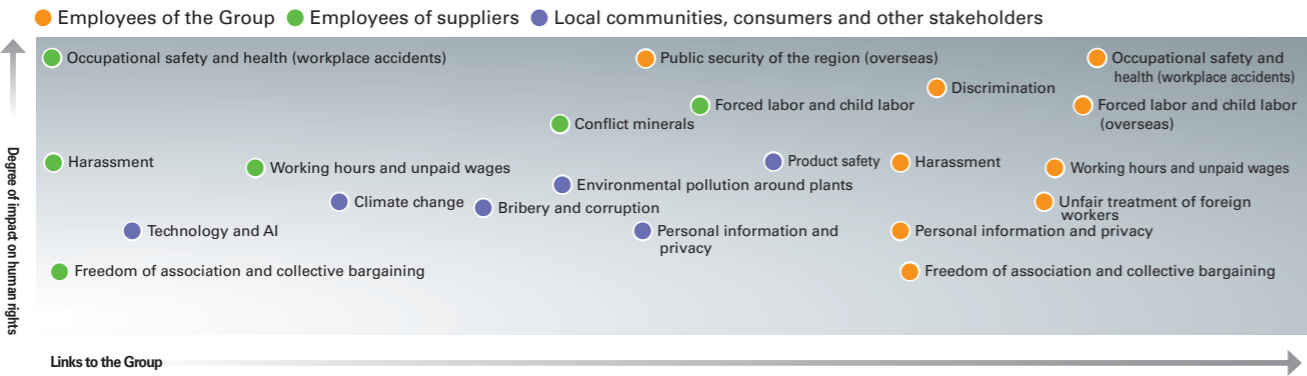 Employees of the Group Employees of suppliers Local communities, consumers and other stakeholders
Occupational safety and health (workplace accidents)
Public security of the region (overseas)
Occupational safety and
health (workplace accidents)
Discrimination
Forced labor and child labor
Forced labor and child labor
(overseas)
Conflict minerals
Harassment
Working hours and unpaid wages
Product safety
Harassment
Working hours and unpaid wages
Environmental pollution around plants
Climate change
Bribery and corruption
Unfair treatment of foreign
workers
Technology and AI
Personal information and
privacy
Personal information and privacy
Freedom of association and collective bargaining
Freedom of association and collective bargaining
Degree of impact on human rights
Links to the Group